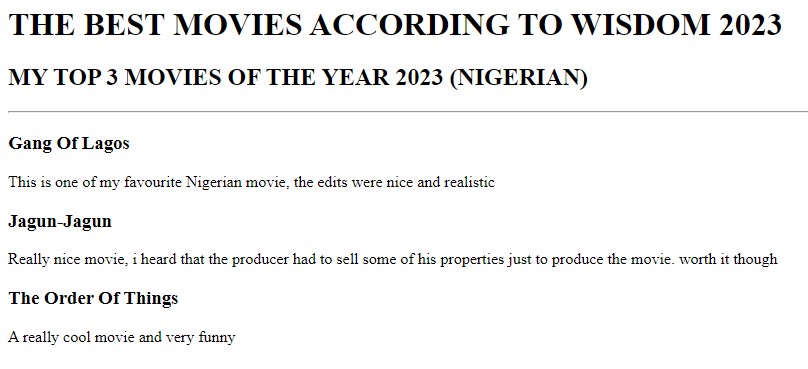 THE BEST MOVIES ACCORDING TO WISDOM 2023
MY TOP 3 MOVIES OF THE YEAR 2023 (NIGERIAN)
Gang Of Lagos
This is one of my favourite Nigerian movie, the edits were nice and realistic
Jagun-Jagun
Really nice movie, i heard that the producer had to sell some of his properties just to produce the movie. worth it though
The Order Of Things
A really cool movie and very funny